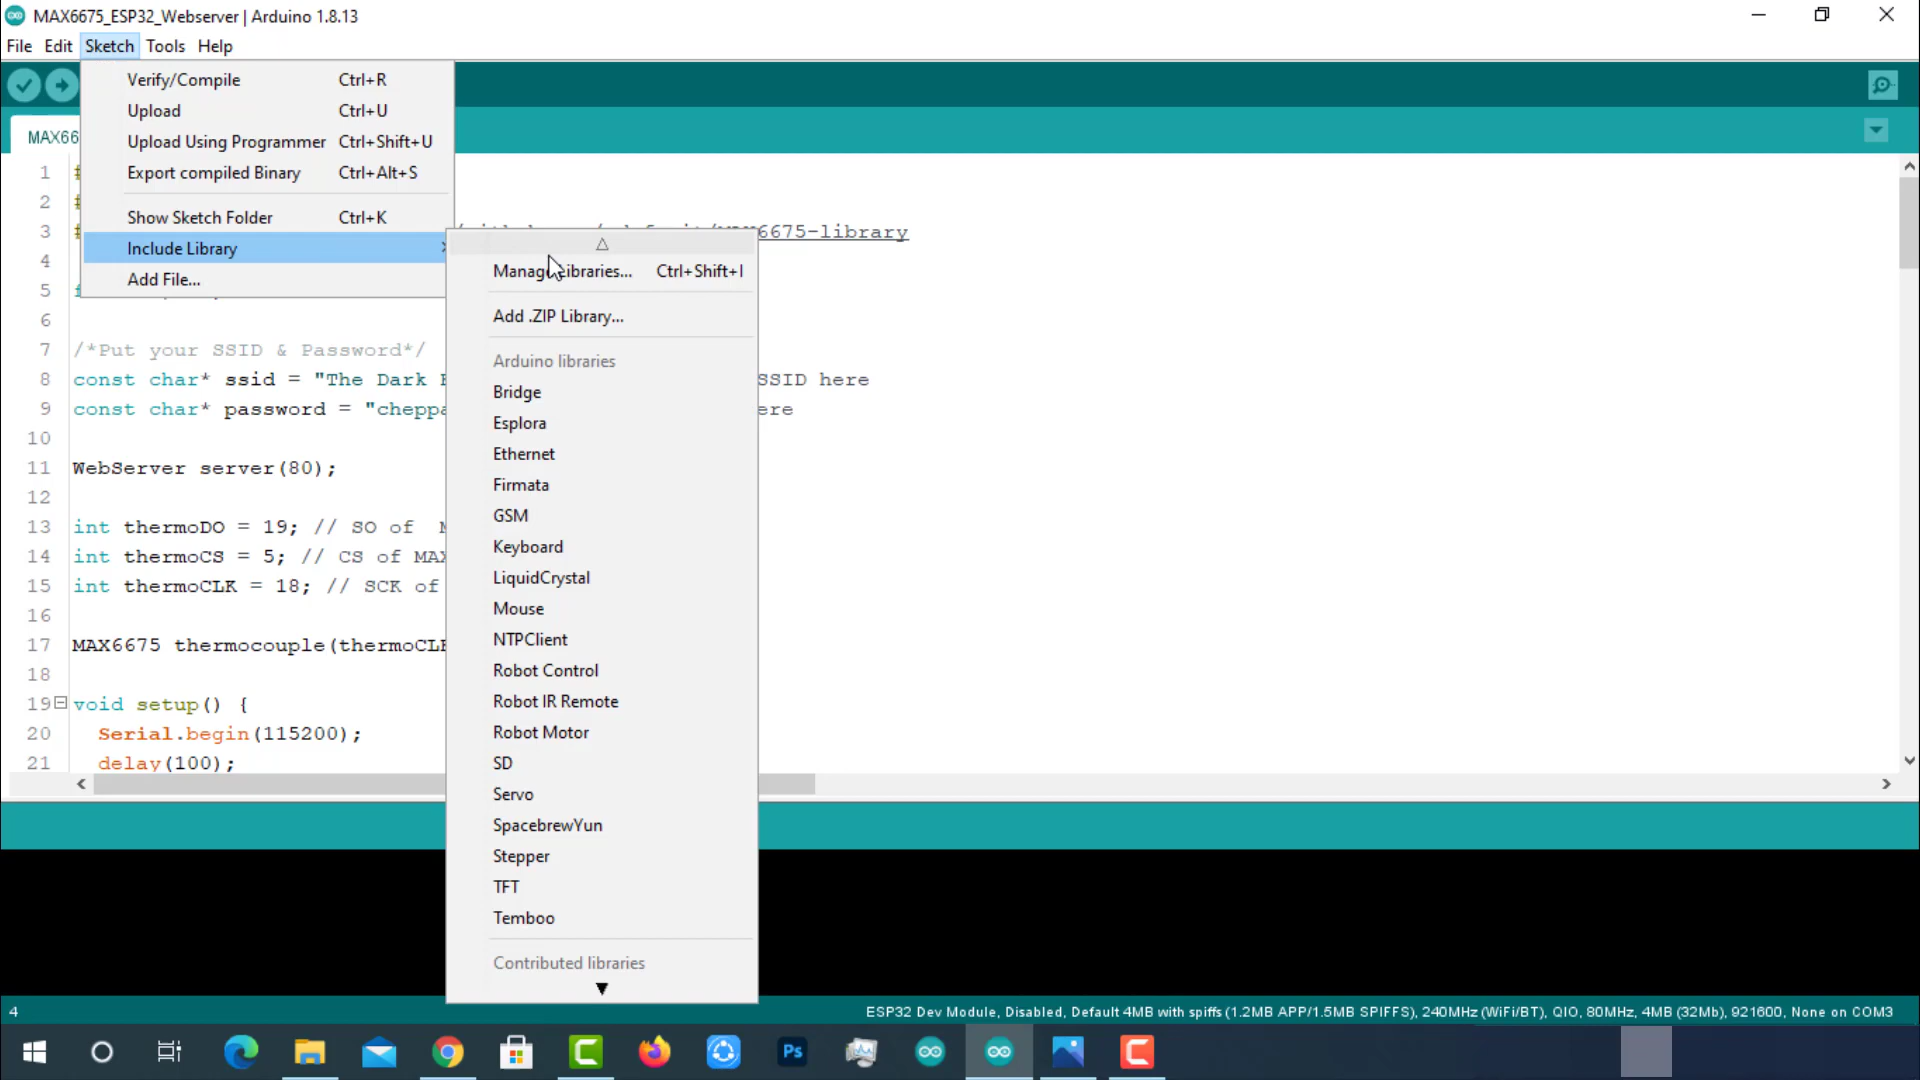 MAX6675_ESP32_Webserver | Arduino 1.8.13
File Edit Sketch Tools Help
Verify/Compile Ctrl+R
Upload Ctrl+U
Upload Using Programmer Ctrl+Shift+U
Export compiled Binary Ctrl+Alt+S
Show Sketch Folder Ctrl+K
Include Library
Add File...
Manage Libraries... Ctrl+Shift+I
Add .ZIP Library...
Arduino libraries
Bridge
Esplora
Ethernet
Firmata
GSM
Keyboard
LiquidCrystal
Mouse
NTPClient
Robot Control
Robot IR Remote
Robot Motor
SD
Servo
SpacebrewYun
Stepper
TFT
Temboo
Contributed libraries
MAX66
1 #
2 #
3 # 6675-library
4
5
6
7 /*Put your SSID & Password*/
8 const char* ssid = "The Dark SSID here
9 const char* password = "cheppa ere
10
11 WebServer server(80);
12
13 int thermoDO = 19; // SO of
14 int thermoCS = 5; // CS of MAX
15 int thermoCLK = 18; // SCK of
16
17 MAX6675 thermocouple(thermoCLK
18
19 void setup() {
20 Serial.begin(115200);
21 delay(100);
4 ESP32 Dev Module, Disabled, Default 4MB with spiffs (1.2MB APP/1.5MB SPIFFS), 240MHz (WiFi/BT), QIO, 80MHz, 4MB (32Mb), 921600, None on COM3
Ps